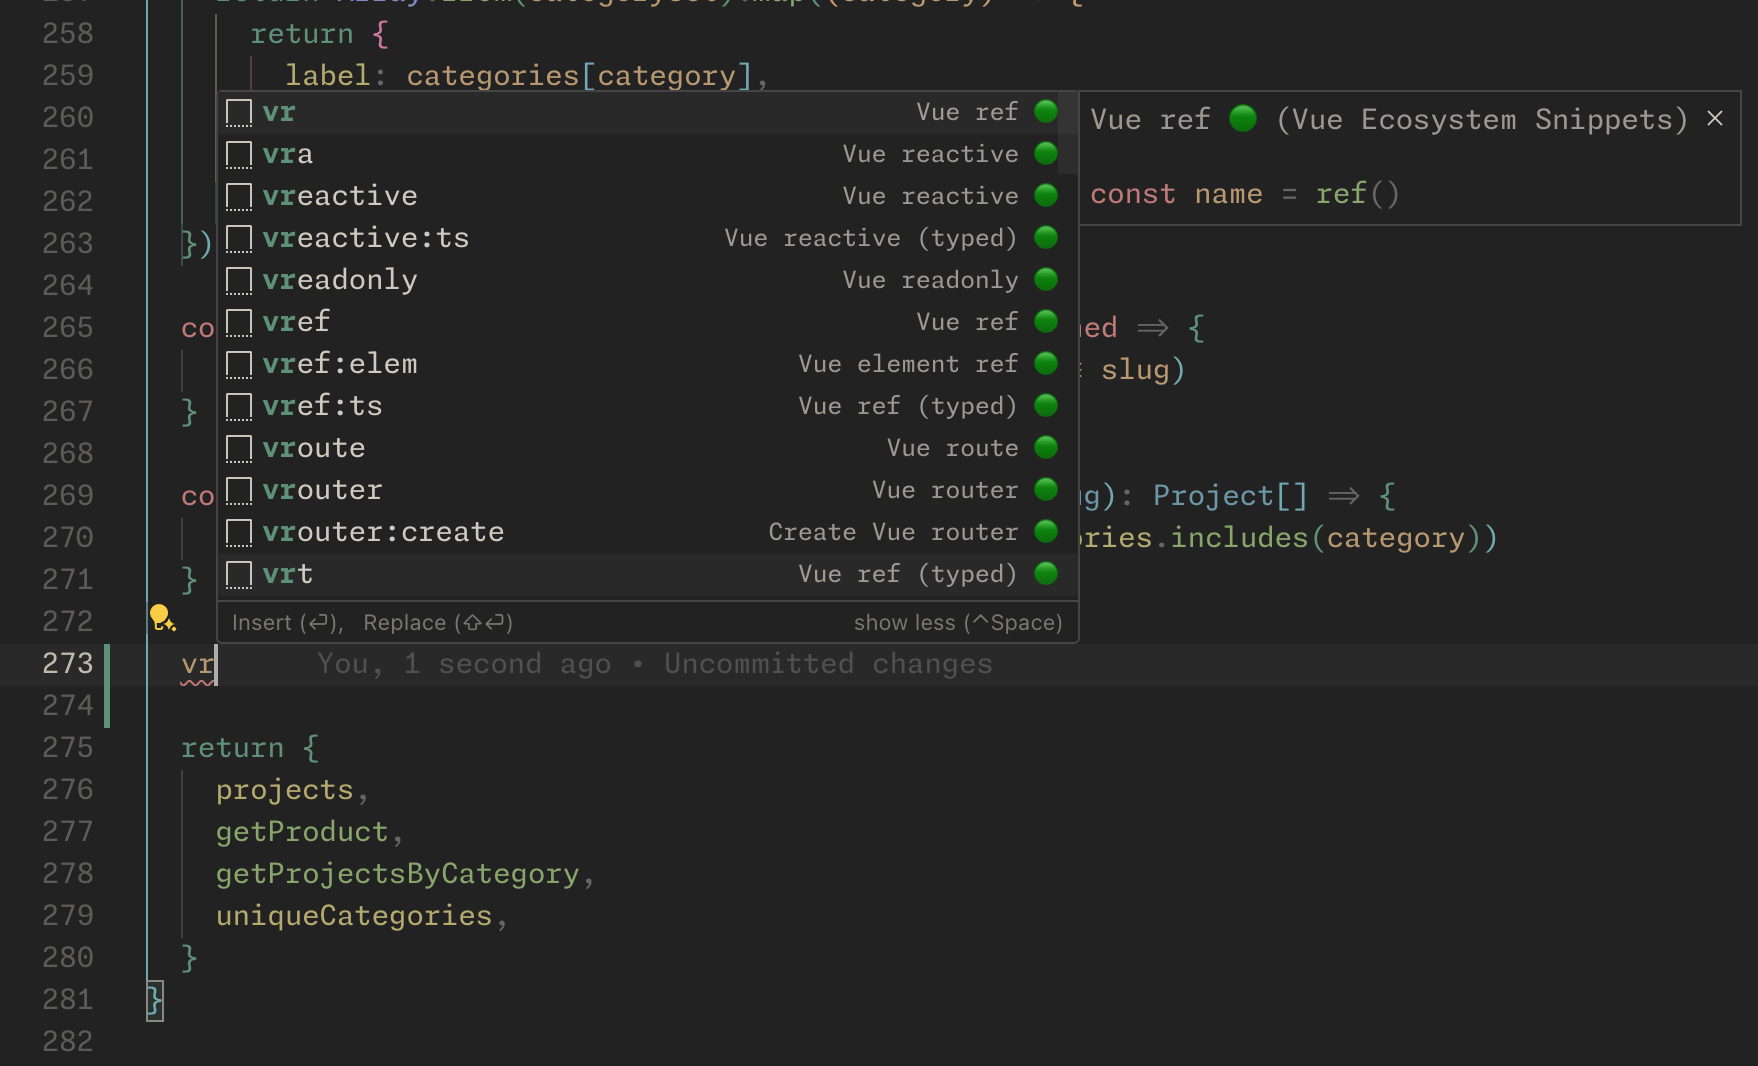 258 return {
259 label: categories[category],
260 vr Vue ref
261 vra Vue reactive
262 vreactive Vue reactive
263 }) vreactive:ts Vue reactive (typed)
264 vreadonly Vue readonly
265 co vref Vue ref => {
266 vref:elem Vue element ref slug)
267 } vref:ts Vue ref (typed)
268 vroute Vue route
269 co vrouter Vue router ): Project[] => {
270 vrouter:create Create Vue router .includes(category))
271 } vrt Vue ref (typed)
272 Insert (⏎), Replace (⇧⏎) show less (^Space)
Vue ref (Vue Ecosystem Snippets) ×
const name = ref()
273 vr You, 1 second ago • Uncommitted changes
274
275 return {
276 projects,
277 getProduct,
278 getProjectsByCategory,
279 uniqueCategories,
280 }
281 }
282